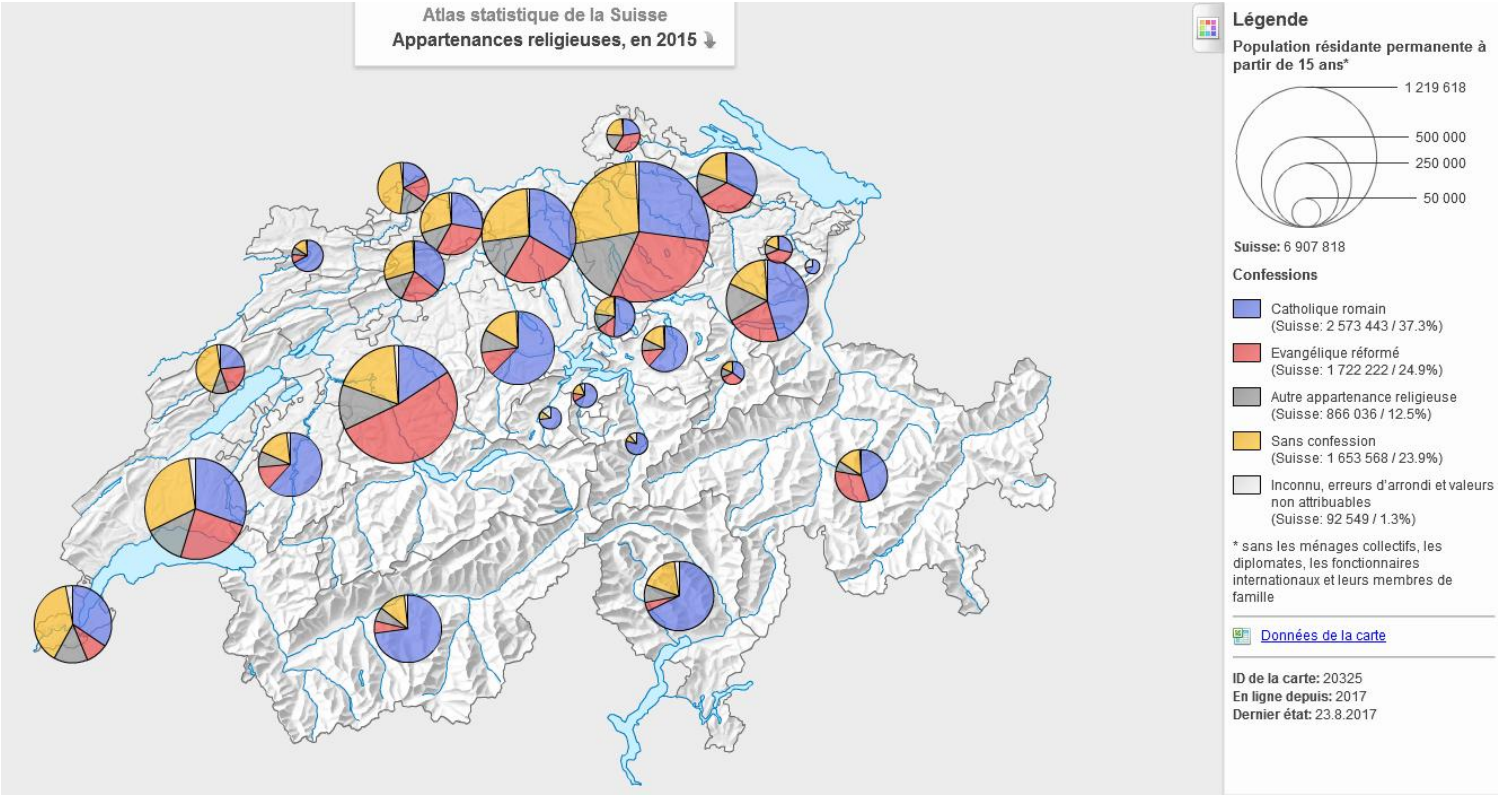 Atlas statistique de la Suisse
Appartenances religieuses, en 2015
Légende
Population résidante permanente à
partir de 15 ans*
1 219 618
500 000
250 000
50 000
Suisse: 6 907 818
Confessions
Catholique romain
(Suisse: 2 573 443 / 37.3%)
Evangélique réformé
(Suisse: 1 722 222 / 24.9%)
Autre appartenance religieuse
(Suisse: 866 036 / 12.5%)
Sans confession
(Suisse: 1 653 568 / 23.9%)
Inconnu, erreurs d'arrondi et valeurs
non attribuables
(Suisse: 92 549 / 1.3%)
* sans les ménages collectifs, les
diplomates, les fonctionnaires
internationaux et leurs membres de
famille
Données de la carte
ID de la carte: 20325
En ligne depuis: 2017
Dernier état: 23.8.2017